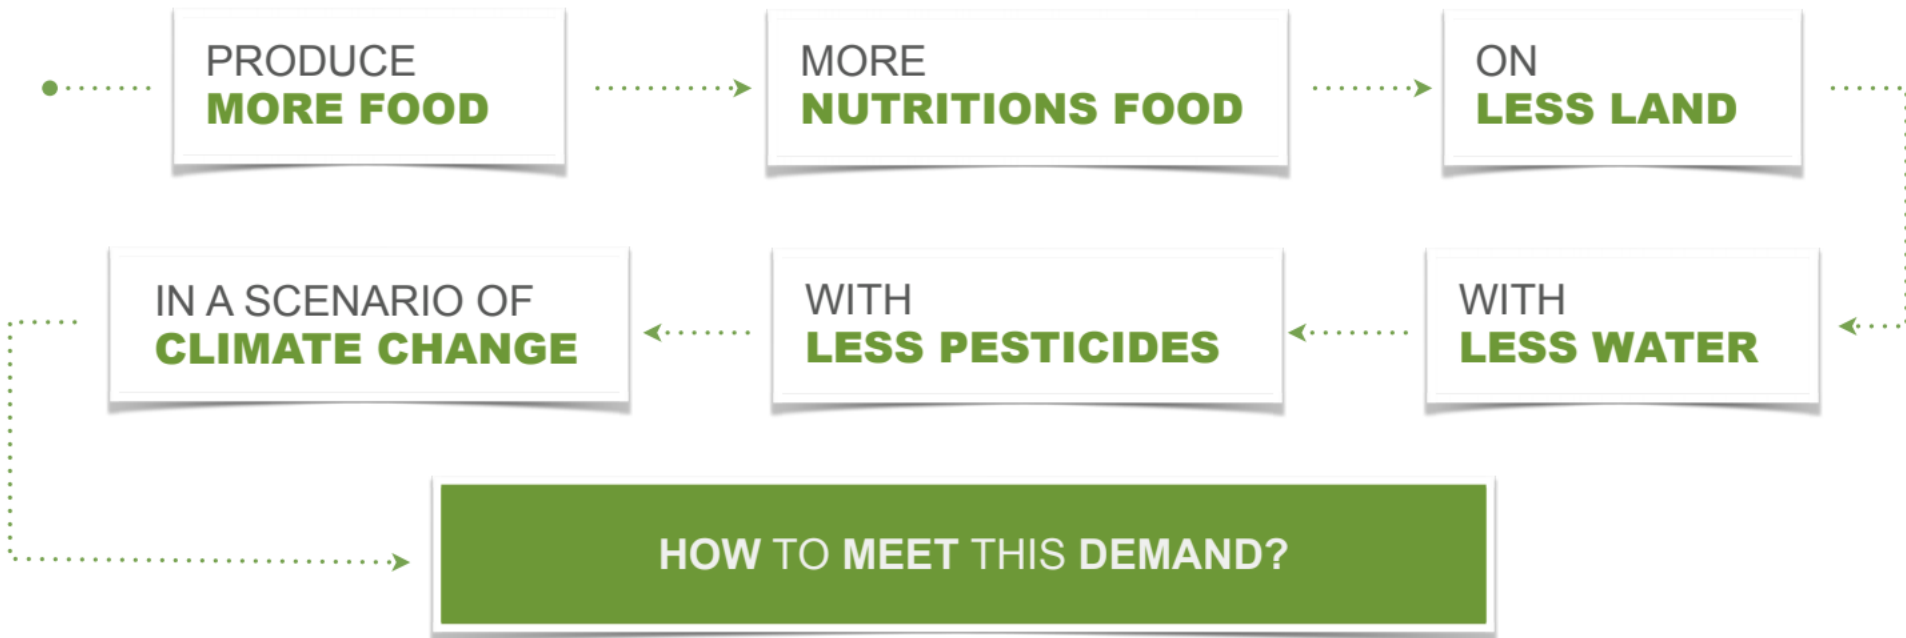 PRODUCE
MORE FOOD
MORE
NUTRITIONS FOOD
ON
LESS LAND
WITH
LESS WATER
WITH
LESS PESTICIDES
IN A SCENARIO OF
CLIMATE CHANGE
HOW TO MEET THIS DEMAND?